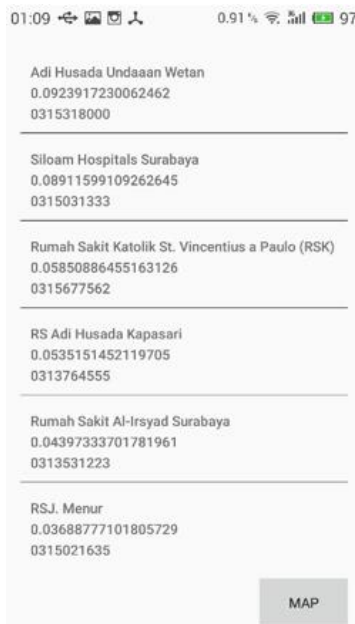 01:09 0.91% 97
Adi Husada Undaaan Wetan
0.0923917230062462
0315318000
Siloam Hospitals Surabaya
0.08911599109262645
0315031333
Rumah Sakit Katolik St. Vincentius a Paulo (RSK)
0.05850886455163126
0315677562
RS Adi Husada Kapasari
0.0535151452119705
0313764555
Rumah Sakit Al-Irsyad Surabaya
0.04397333701781961
0313531223
RSJ. Menur
0.03688777101805729
0315021635
MAP